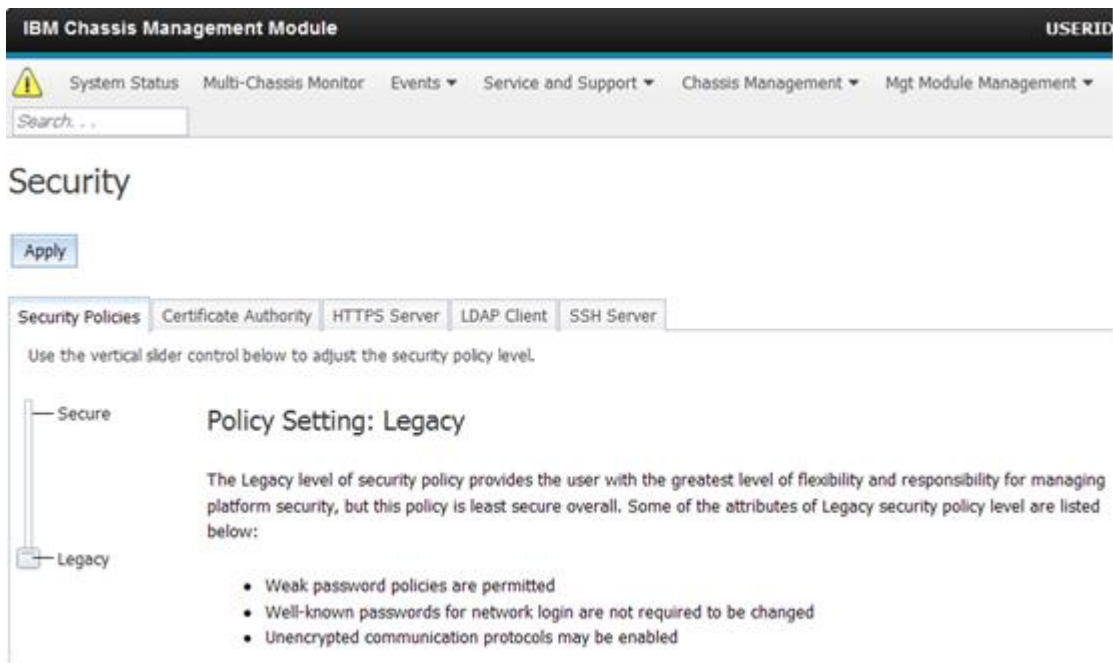 IBM Chassis Management Module USERID
System Status Multi-Chassis Monitor Events Service and Support Chassis Management Mgt Module Management
Search. . .
Security
Apply
Security Policies Certificate Authority HTTPS Server LDAP Client SSH Server
Use the vertical slider control below to adjust the security policy level.
Secure
Policy Setting: Legacy
The Legacy level of security policy provides the user with the greatest level of flexibility and responsibility for managing
platform security, but this policy is least secure overall. Some of the attributes of Legacy security policy level are listed
below:
Legacy
• Weak password policies are permitted
• Well-known passwords for network login are not required to be changed
• Unencrypted communication protocols may be enabled